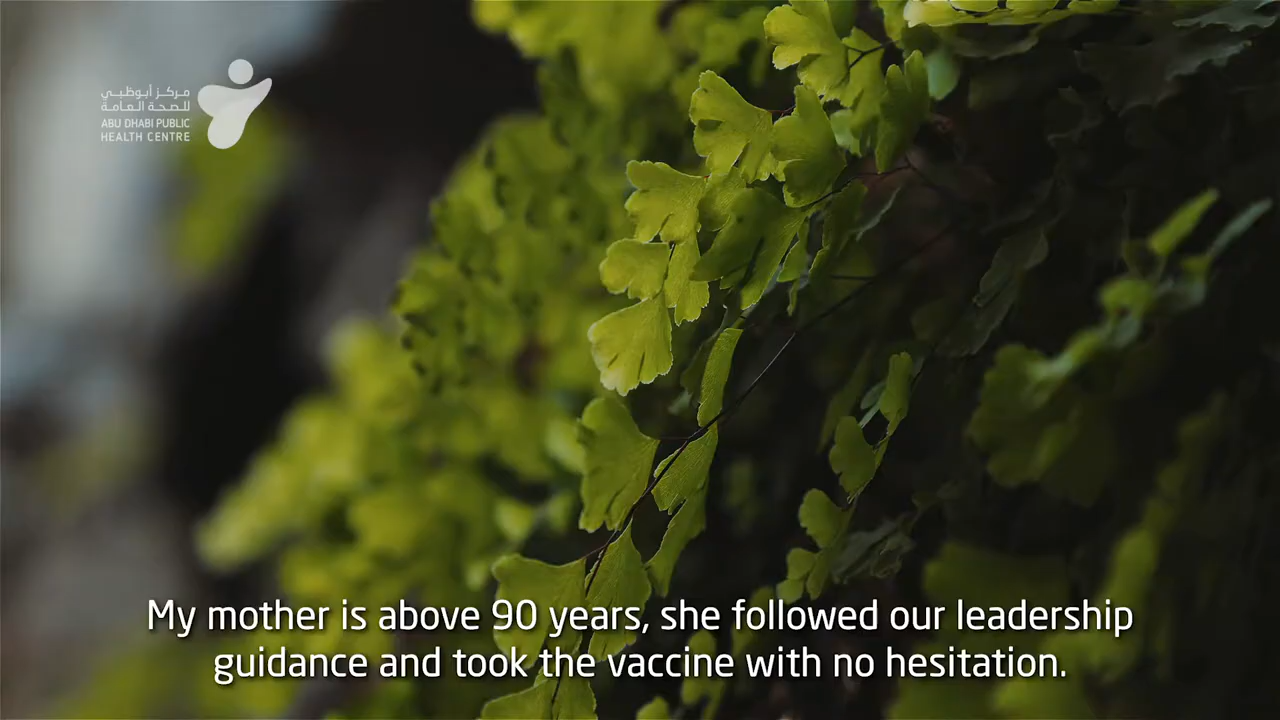 مركز أبوظبي
للصحة العامة
ABU DHABI PUBLIC
HEALTH CENTRE
My mother is above 90 years, she followed our leadership
guidance and took the vaccine with no hesitation.